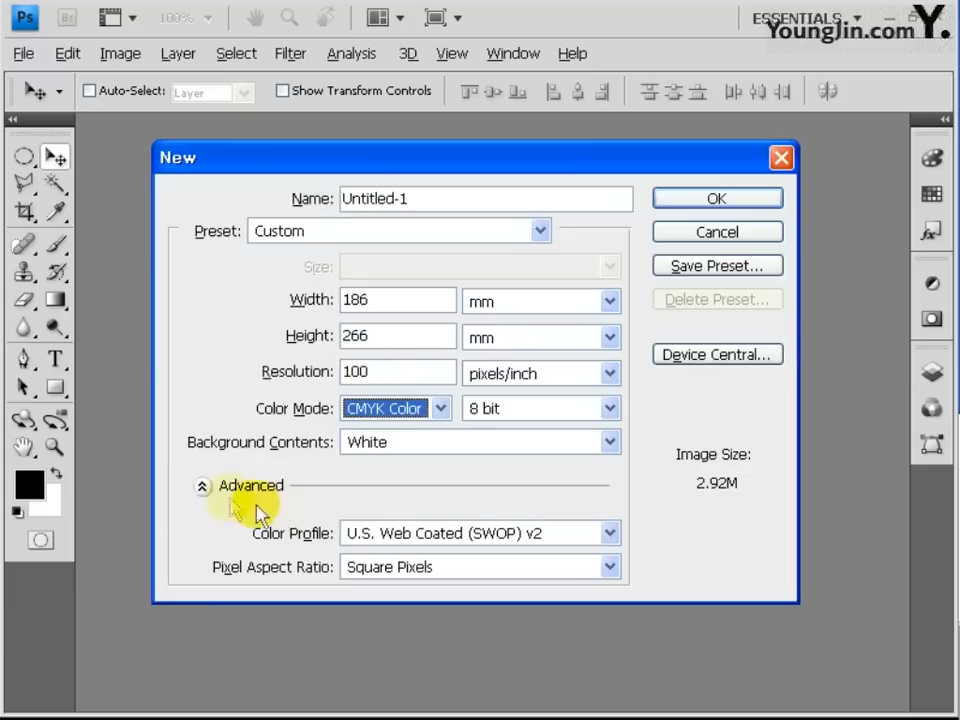 Ps Br 100% ESSENTIALS
YoungJin.com Y.
File Edit Image Layer Select Filter Analysis 3D View Window Help
Auto-Select: Layer Show Transform Controls
New
Name: Untitled-1 OK
Preset: Custom Cancel
Size: Save Preset...
Width: 186 mm Delete Preset...
Height: 266 mm
Device Central...
Resolution: 100 pixels/inch
Color Mode: CMYK Color 8 bit
Background Contents: White
Image Size:
2.92M
Advanced
Color Profile: U.S. Web Coated (SWOP) v2
Pixel Aspect Ratio: Square Pixels